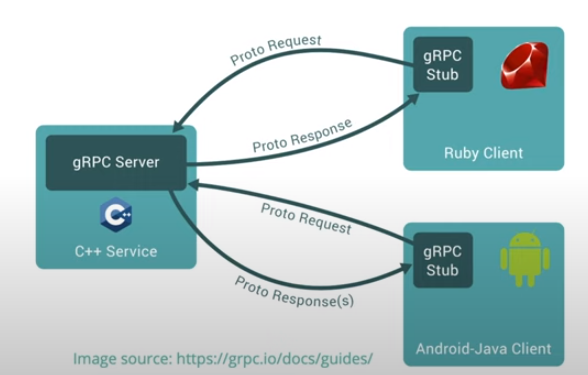 Proto Request
gRPC
Stub
Proto Response
Ruby Client
gRPC Server
C++
C++ Service
Proto Request
gRPC
Stub
Proto Response(s)
Android-Java Client
Image source: https://grpc.io/docs/guides/